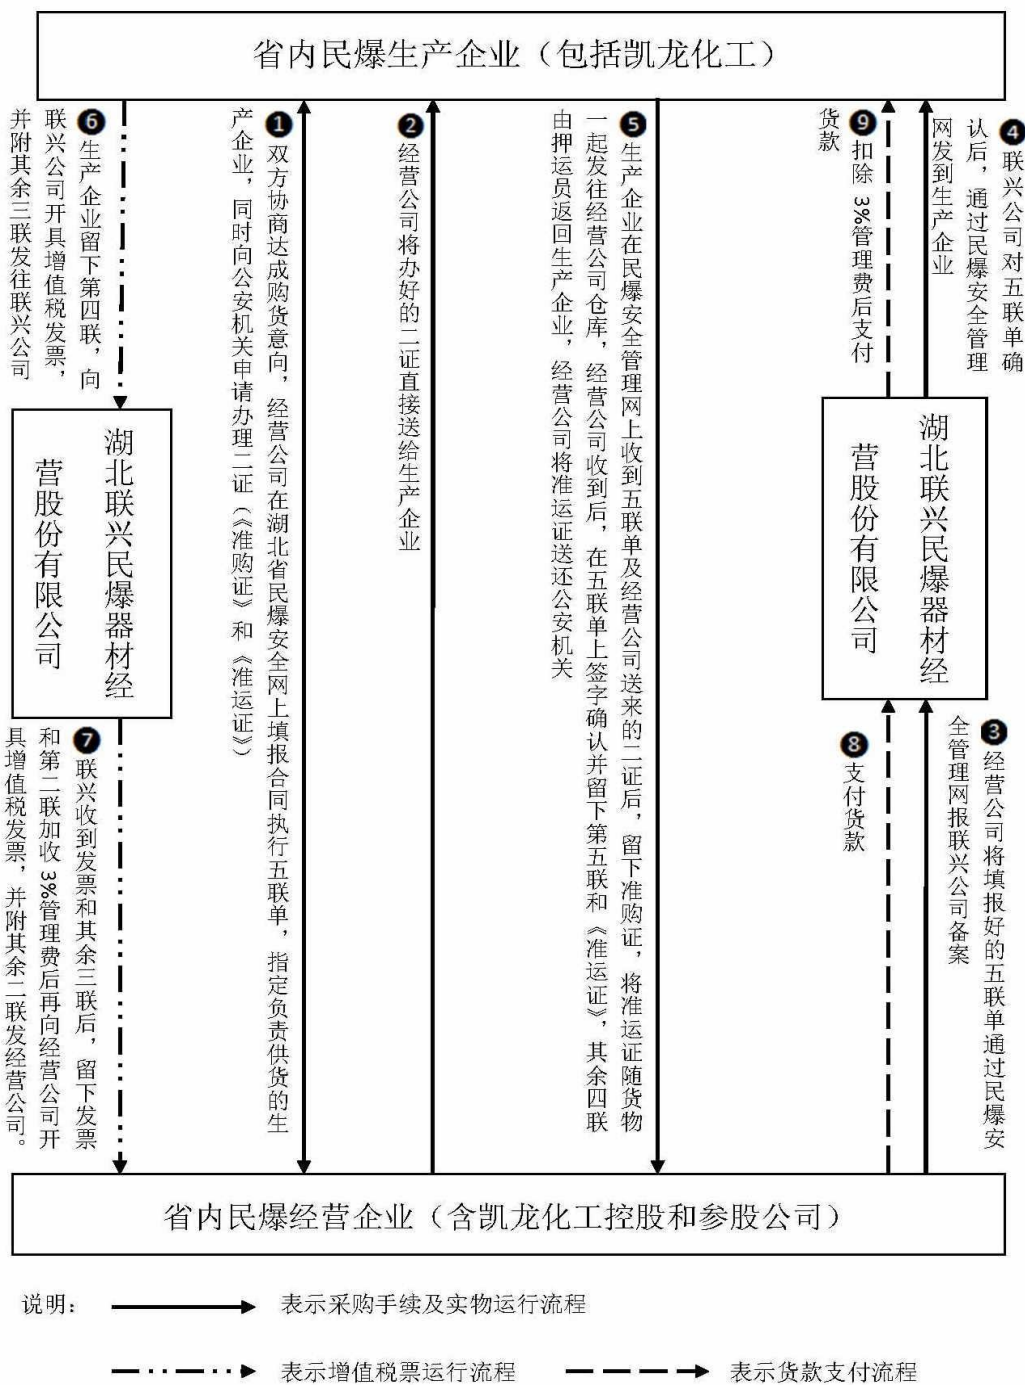 省内民爆生产企业（包括凯龙化工）
❻生产企业留下第四联，向
联兴公司开具增值税发票，
并附其余三联发往联兴公司
❶双方协商达成购货意向，经营公司在湖北省民爆安全网上填报合同执行五联单，指定负责供货的生
产企业，同时向公安机关申请办理二证（《准购证》和《准运证》）
❷经营公司将办好的二证直接送给生产企业
❺生产企业在民爆安全管理网上收到五联单及经营公司送来的二证后，留下准购证，将准运证随货物
一起发往经营公司仓库，经营公司收到后，在五联单上签字确认并留下第五联和《准运证》，其余四联
由押运员返回生产企业，经营公司将准运证送还公安机关
❾扣除 3%管理费后支付
货款
❹联兴公司对五联单确
认后，通过民爆安全管理
网发到生产企业
湖北联兴民爆器材经
营股份有限公司
湖北联兴民爆器材经
营股份有限公司
❼联兴收到发票和其余三联后，留下发票
和第二联加收 3%管理费后再向经营公司开
具增值税发票，并附其余二联发经营公司。
❽支付货款
❸经营公司将填报好的五联单通过民爆安
全管理网报联兴公司备案
省内民爆经营企业（含凯龙化工控股和参股公司）
说明：
表示采购手续及实物运行流程
表示增值税票运行流程
表示货款支付流程